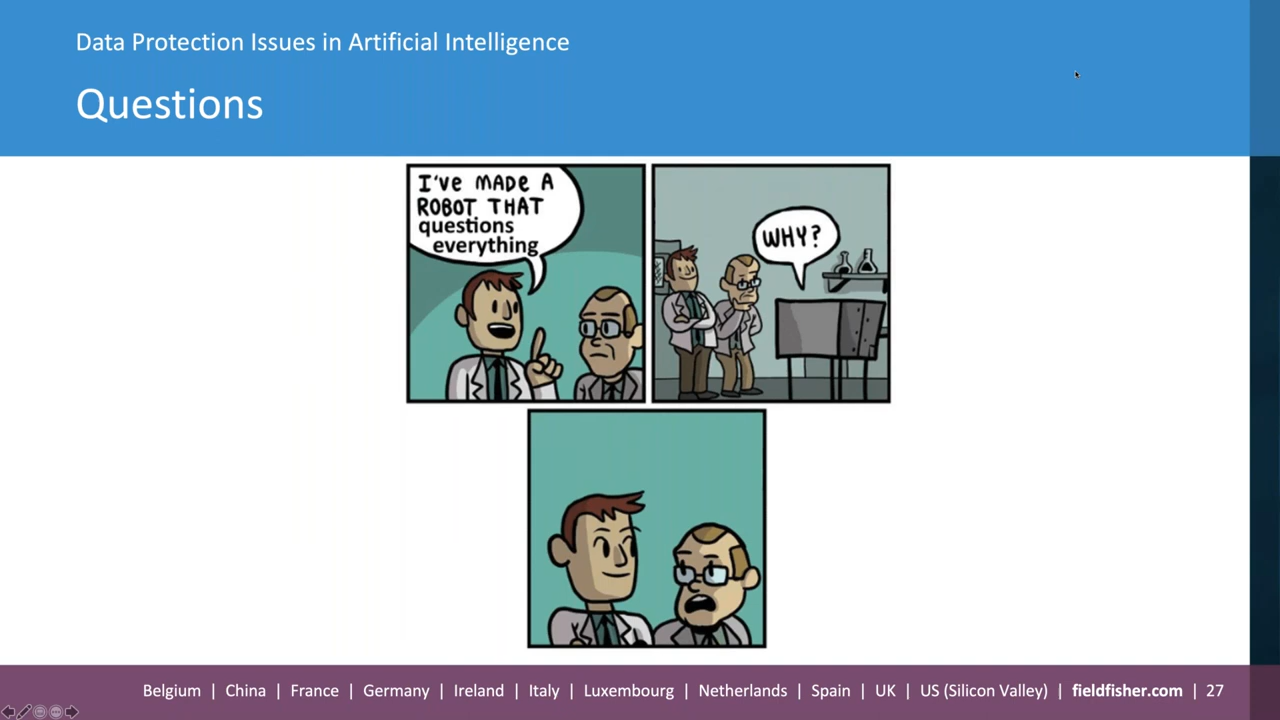 Data Protection Issues in Artificial Intelligence
Questions
I'VE MADE A
ROBOT THAT
questions
everything
WHY?
Belgium | China | France | Germany | Ireland | Italy | Luxembourg | Netherlands | Spain | UK | US (Silicon Valley) | fieldfisher.com | 27